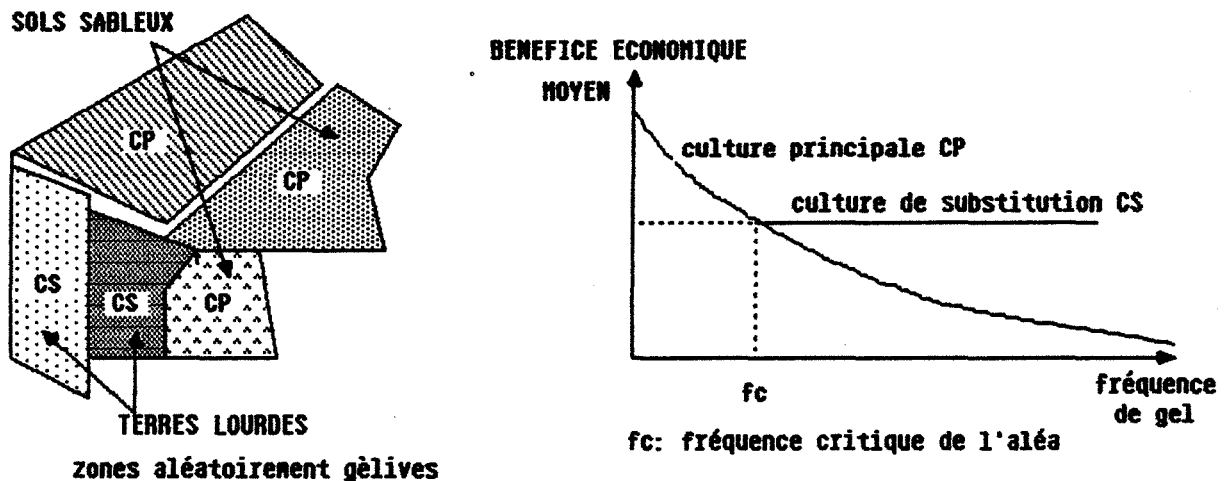 SOLS SABLEUX
CP
CP
CS
CS
CP
TERRES LOURDES
zones aléatoirement gèlives
BENEFICE ECONOMIQUE
MOYEN
culture principale CP
culture de substitution CS
fc
fréquence
de gel
fc: fréquence critique de l'aléa